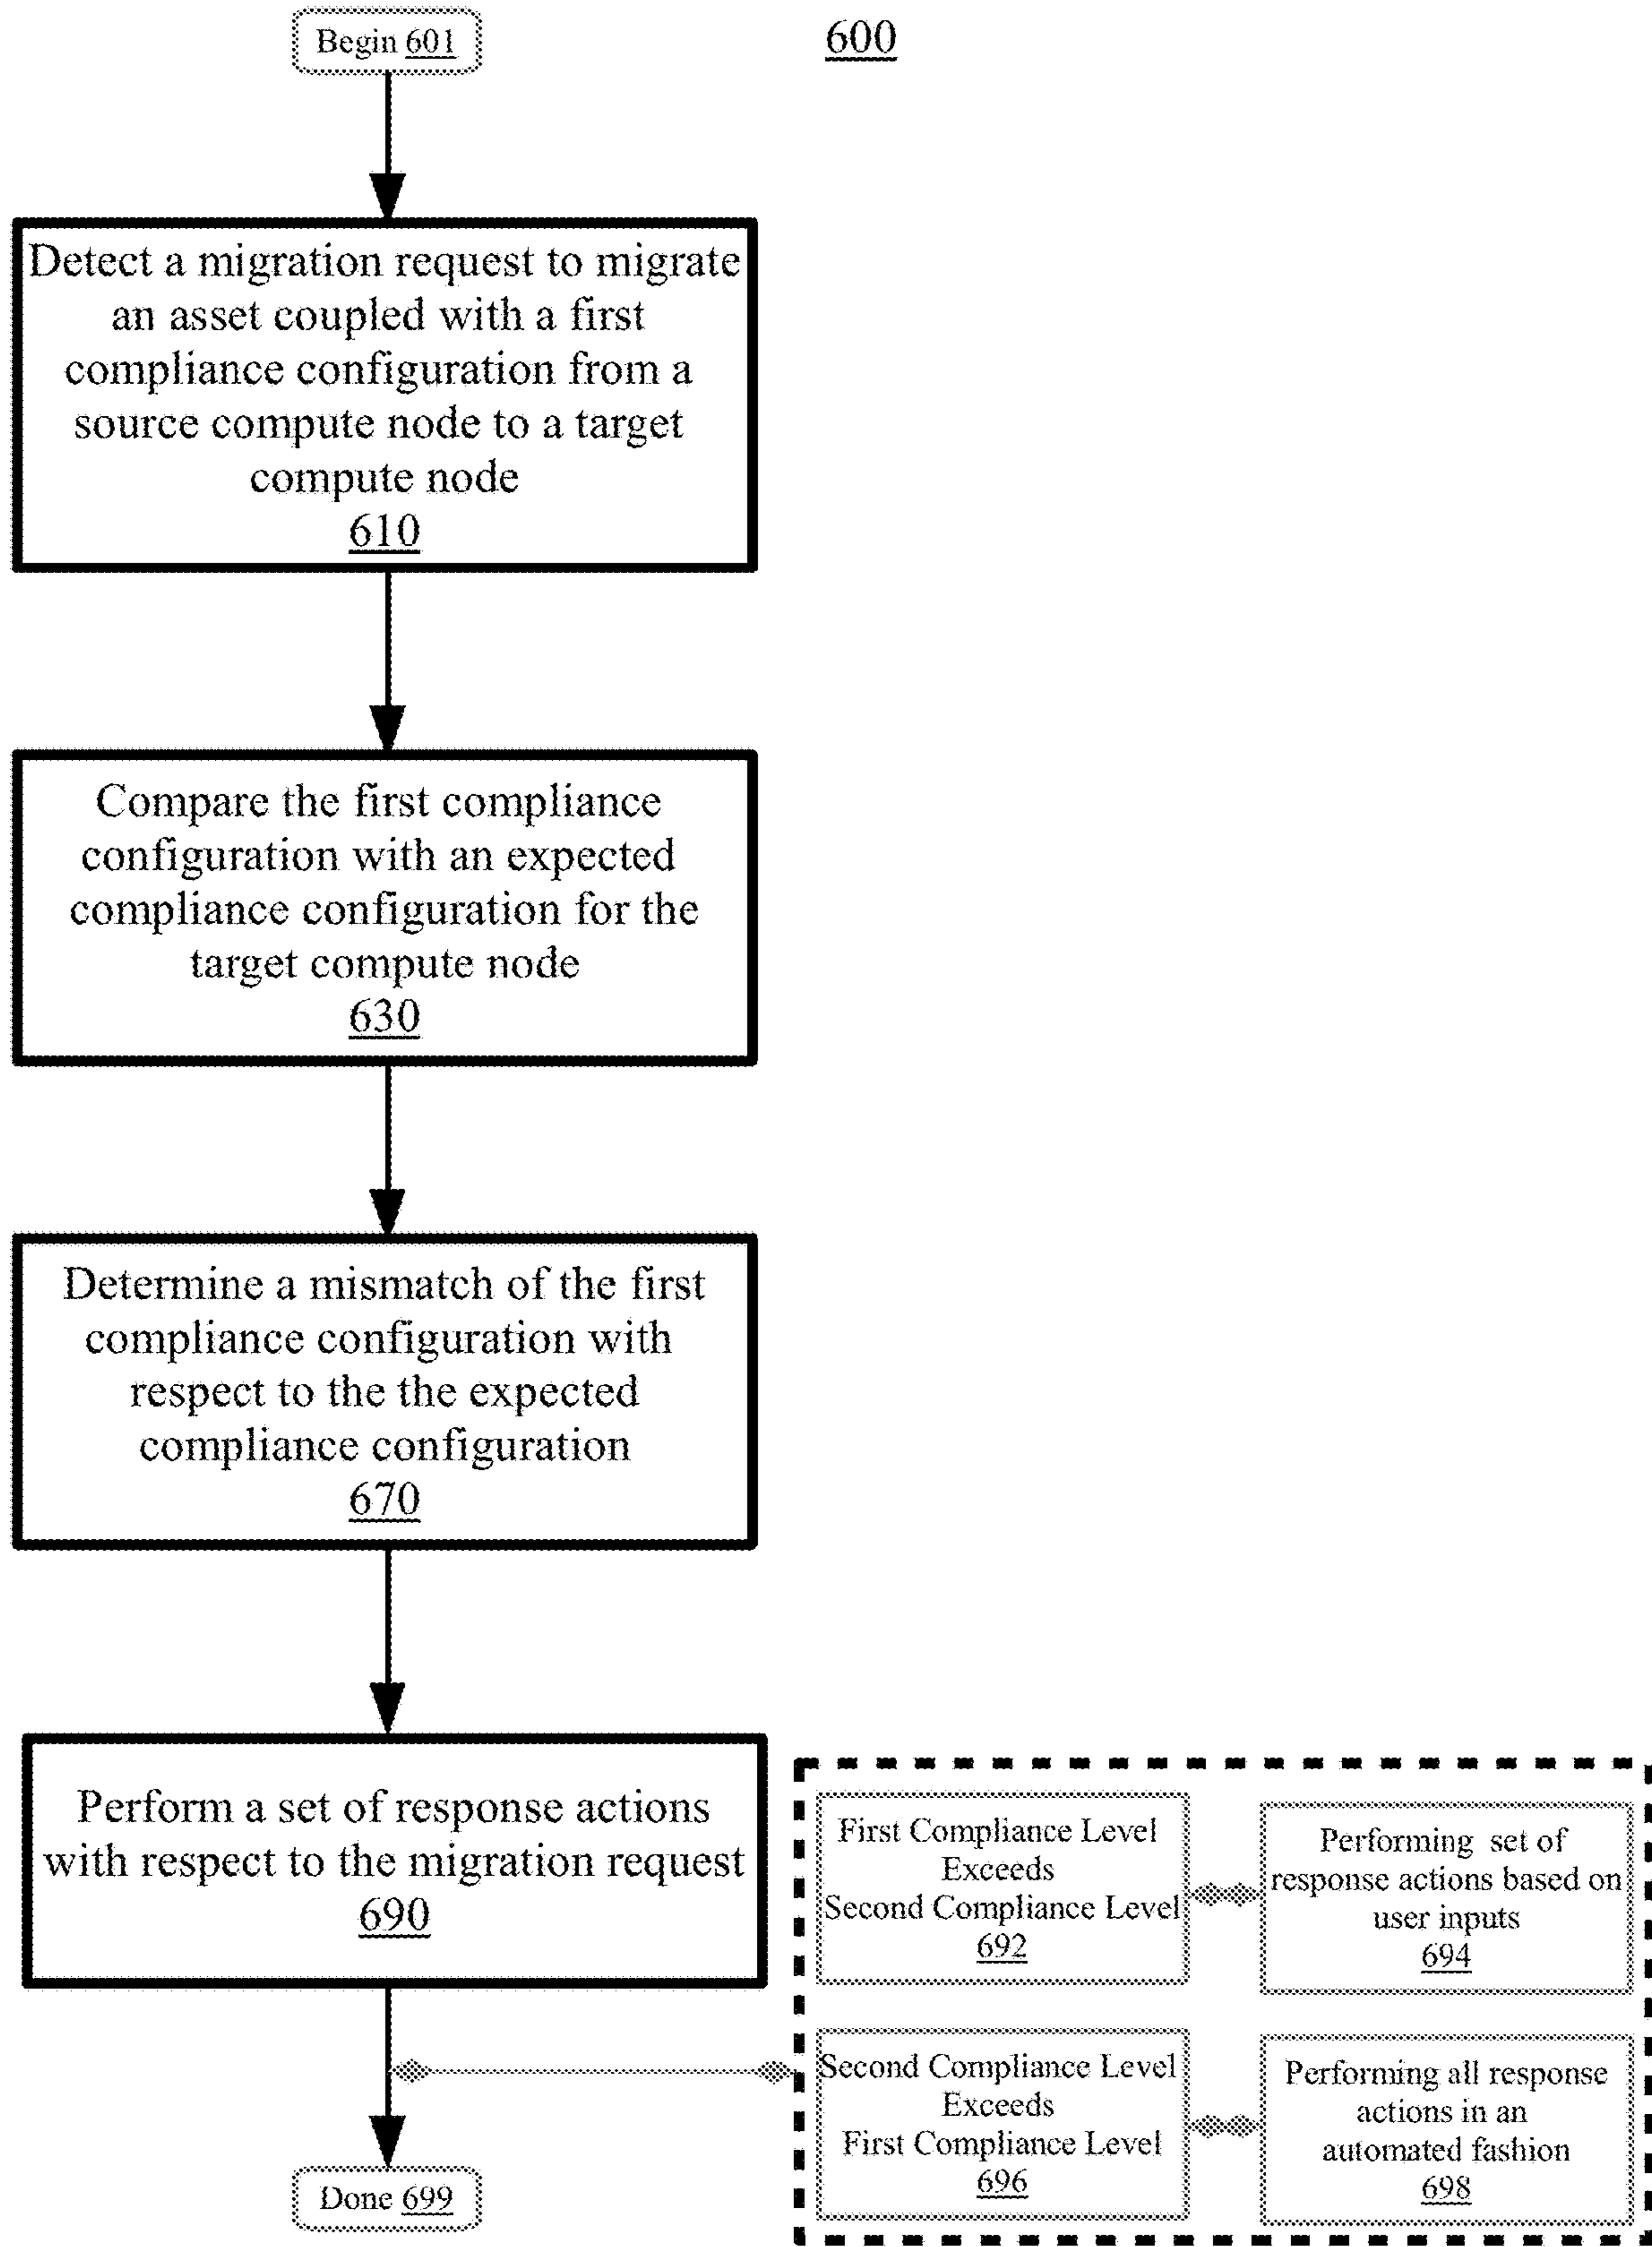 Begin 601
600
Detect a migration request to migrate
an asset coupled with a first
compliance configuration from a
source compute node to a target
compute node
610
Compare the first compliance
configuration with an expected
compliance configuration for the
target compute node
630
Determine a mismatch of the first
compliance configuration with
respect to the the expected
compliance configuration
670
Perform a set of response actions
with respect to the migration request
690
First Compliance Level
Exceeds
Second Compliance Level
692
Performing set of
response actions based on
user inputs
694
Second Compliance Level
Exceeds
First Compliance Level
696
Performing all response
actions in an
automated fashion
698
Done 699